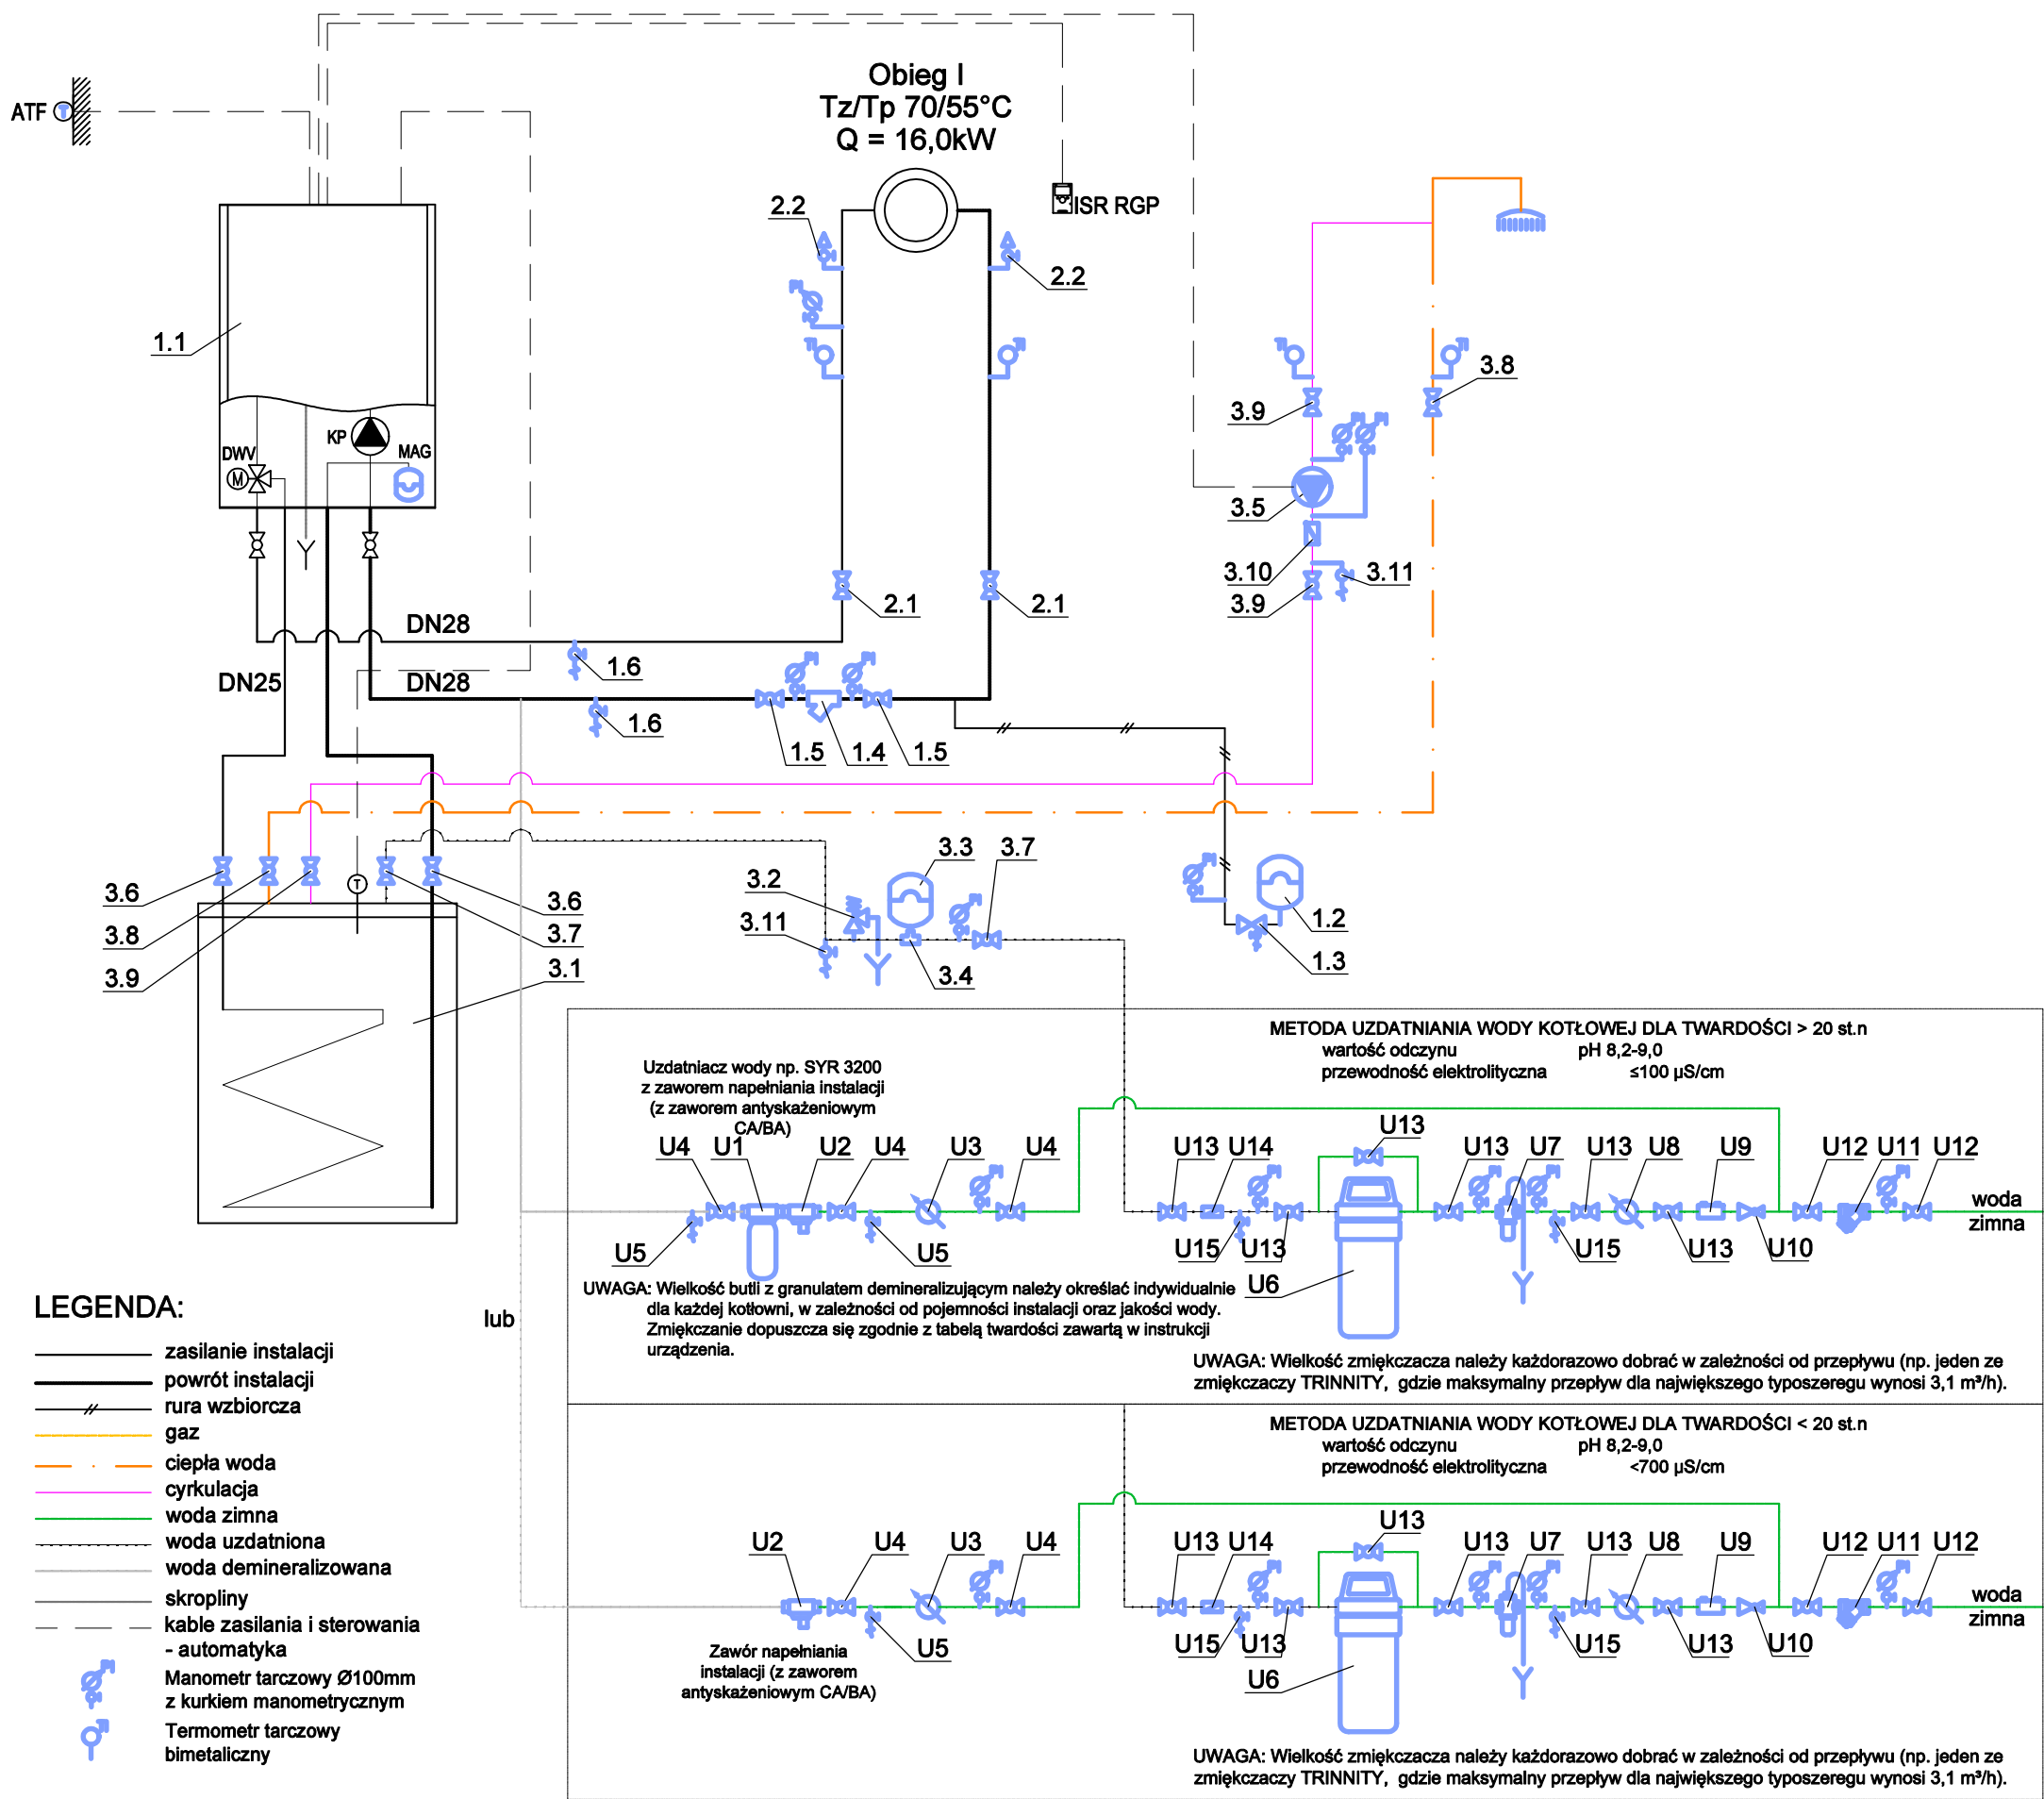 Obieg I
Tz/Tp 70/55°C
Q = 16,0kW
ATF
ISR RGP
2.2
2.2
1.1
KP
MAG
DWV
M
3.8
3.9
3.5
3.10
3.11
3.9
2.1
2.1
DN28
1.6
DN25
DN28
1.6
1.5
1.4
1.5
3.6
3.8
3.9
T
3.6
3.7
3.1
3.3
3.7
3.2
3.11
3.4
1.2
1.3
METODA UZDATNIANIA WODY KOTŁOWEJ DLA TWARDOŚCI > 20 st.n
wartość odczynu pH 8,2-9,0
przewodność elektrolityczna ≤100 µS/cm
Uzdatniacz wody np. SYR 3200
z zaworem napełniania instalacji
(z zaworem antyskażeniowym
CA/BA)
U4 U1 U2 U4 U3 U4 U13 U14 U13 U13 U7 U13 U8 U9 U12 U11 U12
woda
zimna
U5 U5 U15 U13 U6 U15 U13 U10
UWAGA: Wielkość butli z granulatem demineralizującym należy określać indywidualnie
dla każdej kotłowni, w zależności od pojemności instalacji oraz jakości wody.
Zmiękczanie dopuszcza się zgodnie z tabelą twardości zawartą w instrukcji
urządzenia.
UWAGA: Wielkość zmiękczacza należy każdorazowo dobrać w zależności od przepływu (np. jeden ze
zmiękczaczy TRINNITY, gdzie maksymalny przepływ dla największego typoszeregu wynosi 3,1 m³/h).
lub
METODA UZDATNIANIA WODY KOTŁOWEJ DLA TWARDOŚCI < 20 st.n
wartość odczynu pH 8,2-9,0
przewodność elektrolityczna <700 µS/cm
U2 U4 U3 U4 U13 U14 U13 U13 U7 U13 U8 U9 U12 U11 U12
woda
zimna
U5 U15 U13 U6 U15 U13 U10
Zawór napełniania
instalacji (z zaworem
antyskażeniowym CA/BA)
UWAGA: Wielkość zmiękczacza należy każdorazowo dobrać w zależności od przepływu (np. jeden ze
zmiękczaczy TRINNITY, gdzie maksymalny przepływ dla największego typoszeregu wynosi 3,1 m³/h).
LEGENDA:
zasilanie instalacji
powrót instalacji
rura wzbiorcza
gaz
ciepła woda
cyrkulacja
woda zimna
woda uzdatniona
woda demineralizowana
skropliny
kable zasilania i sterowania
- automatyka
Manometr tarczowy Ø100mm
z kurkiem manometrycznym
Termometr tarczowy
bimetaliczny